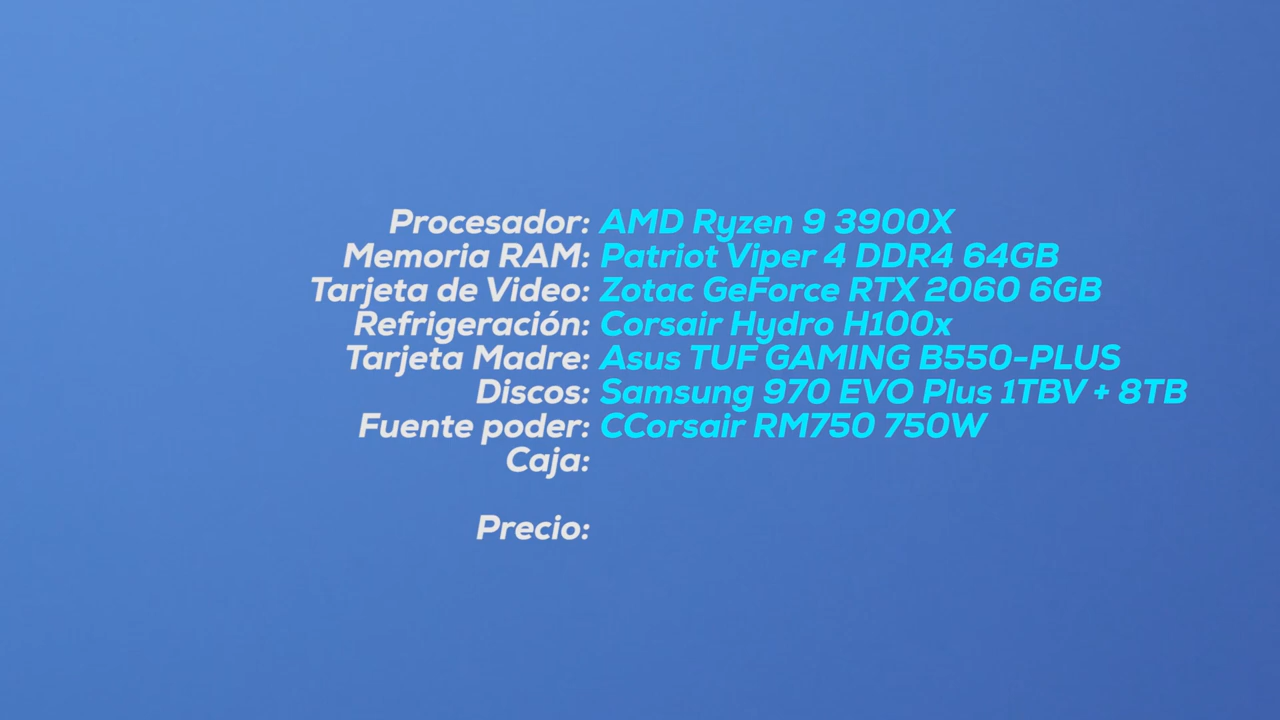 Procesador: AMD Ryzen 9 3900X
Memoria RAM: Patriot Viper 4 DDR4 64GB
Tarjeta de Video: Zotac GeForce RTX 2060 6GB
Refrigeración: Corsair Hydro H100x
Tarjeta Madre: Asus TUF GAMING B550-PLUS
Discos: Samsung 970 EVO Plus 1TBV + 8TB
Fuente poder: CCorsair RM750 750W
Caja:
Precio: